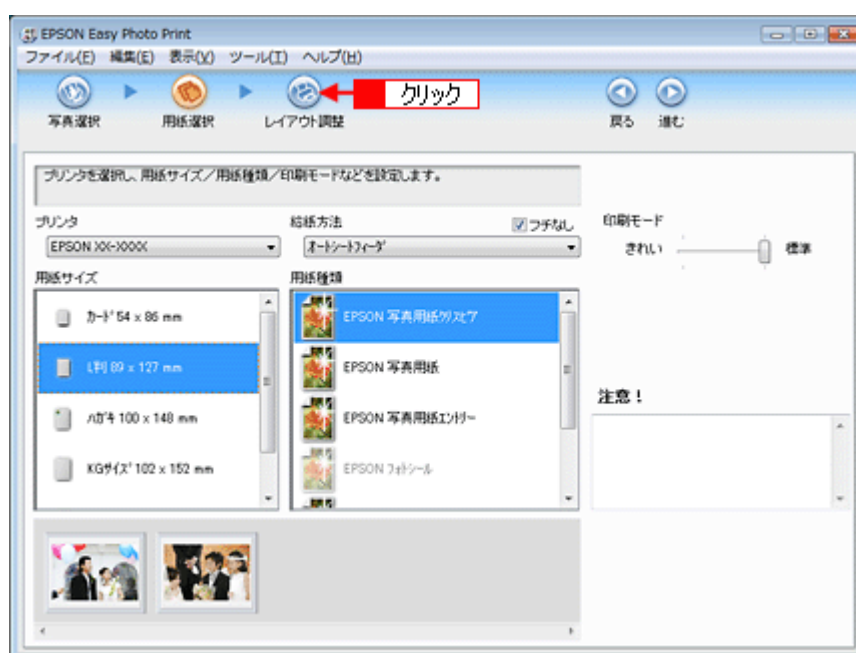 EPSON Easy Photo Print
ファイル(F) 編集(E) 表示(V) ツール(T) ヘルプ(H)
クリック
写真選択 用紙選択 レイアウト調整 戻る 進む
プリンタを選択し、用紙サイズ/用紙種類/印刷モードなどを設定します。
プリンタ 給紙方法 フチなし 印刷モード
EPSON XX-XXXX オートシートフィーダ きれい 標準
用紙サイズ 用紙種類
カード 54 x 86 mm EPSON 写真用紙クリスピア
L判 89 x 127 mm EPSON 写真用紙
注意!
ハガキ 100 x 148 mm EPSON 写真用紙エントリー
KGサイズ 102 x 152 mm EPSON フォトシール